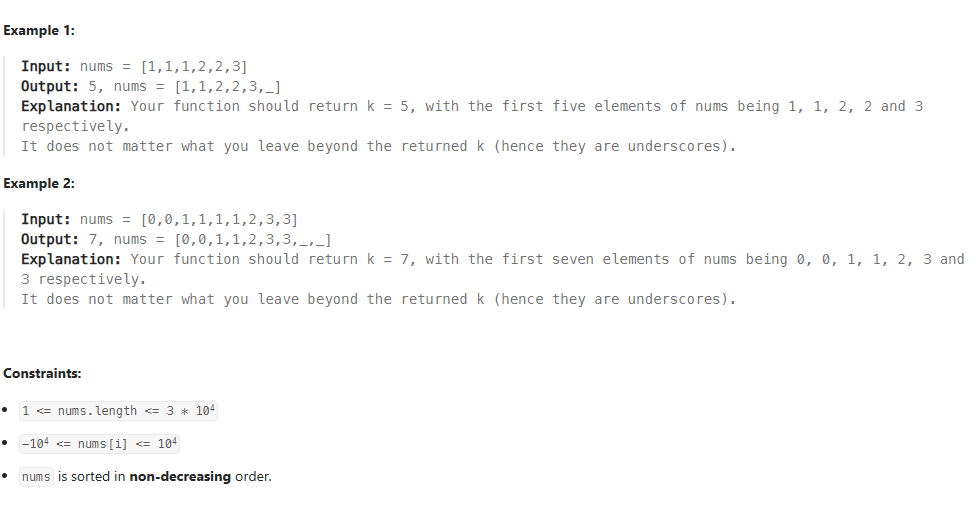 Example 1:
Input: nums = [1,1,1,2,2,3]
Output: 5, nums = [1,1,2,2,3,_]
Explanation: Your function should return k = 5, with the first five elements of nums being 1, 1, 2, 2 and 3
respectively.
It does not matter what you leave beyond the returned k (hence they are underscores).
Example 2:
Input: nums = [0,0,1,1,1,1,2,3,3]
Output: 7, nums = [0,0,1,1,2,3,3,_,_]
Explanation: Your function should return k = 7, with the first seven elements of nums being 0, 0, 1, 1, 2, 3 and
3 respectively.
It does not matter what you leave beyond the returned k (hence they are underscores).
Constraints:
• 1 <= nums.length <= 3 * 10⁴
• -10⁴ <= nums[i] <= 10⁴
• nums is sorted in non-decreasing order.